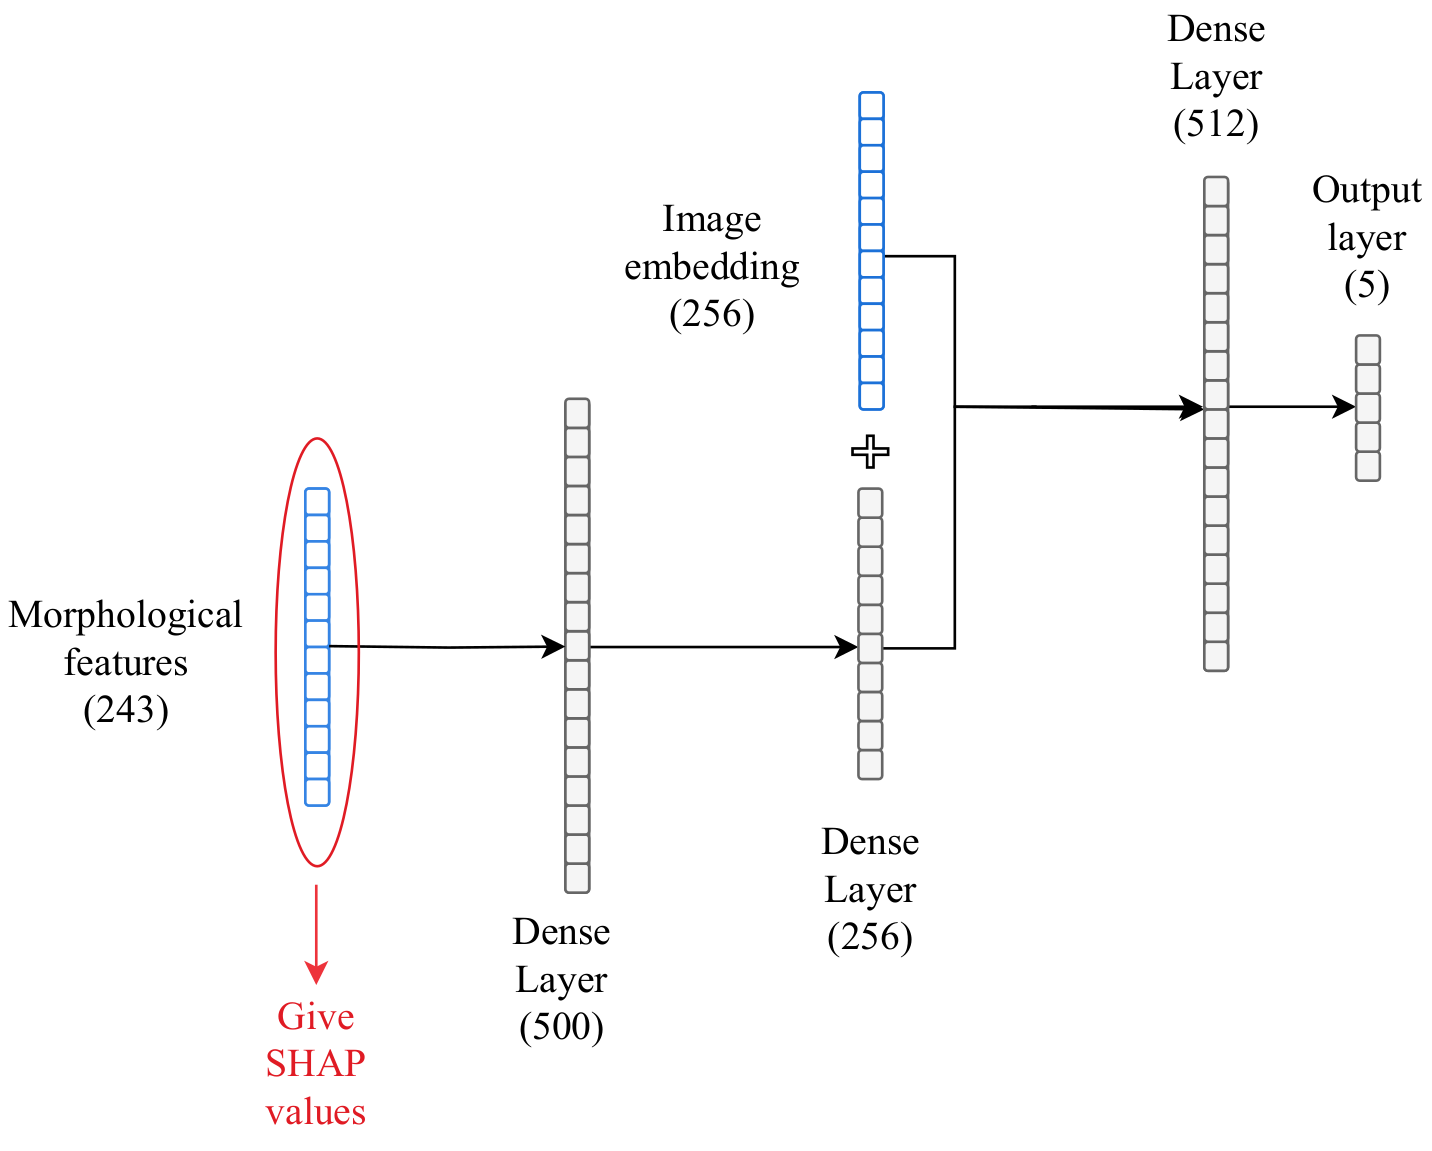 Dense
Layer
(512)
Output
layer
(5)
Image
embedding
(256)
Morphological
features
(243)
Dense
Layer
(256)
Dense
Layer
(500)
Give
SHAP
values